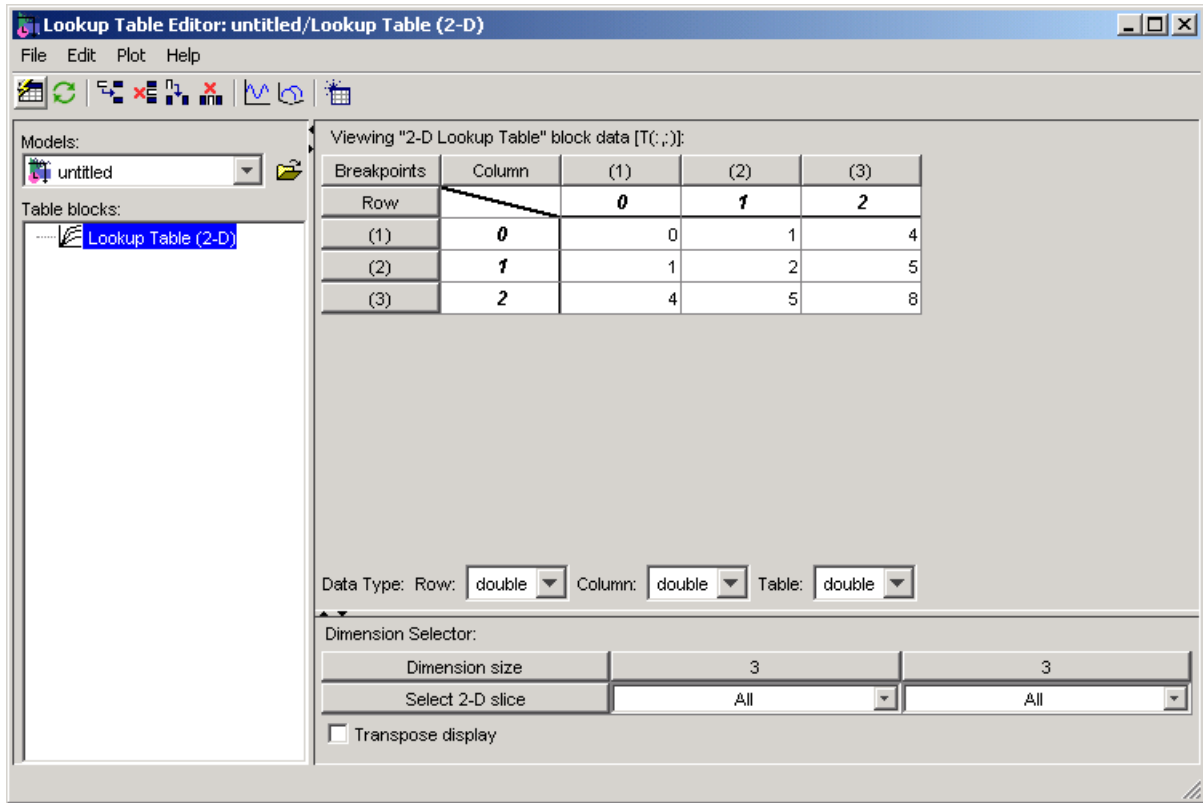 Lookup Table Editor: untitled/Lookup Table (2-D)
File Edit Plot Help
Models:
untitled
Table blocks:
Lookup Table (2-D)
Viewing "2-D Lookup Table" block data [T(:,:)]:
Breakpoints Column (1) (2) (3)
Row 0 1 2
(1) 0 0 1 4
(2) 1 1 2 5
(3) 2 4 5 8
Data Type: Row: double Column: double Table: double
Dimension Selector:
Dimension size 3 3
Select 2-D slice All All
Transpose display